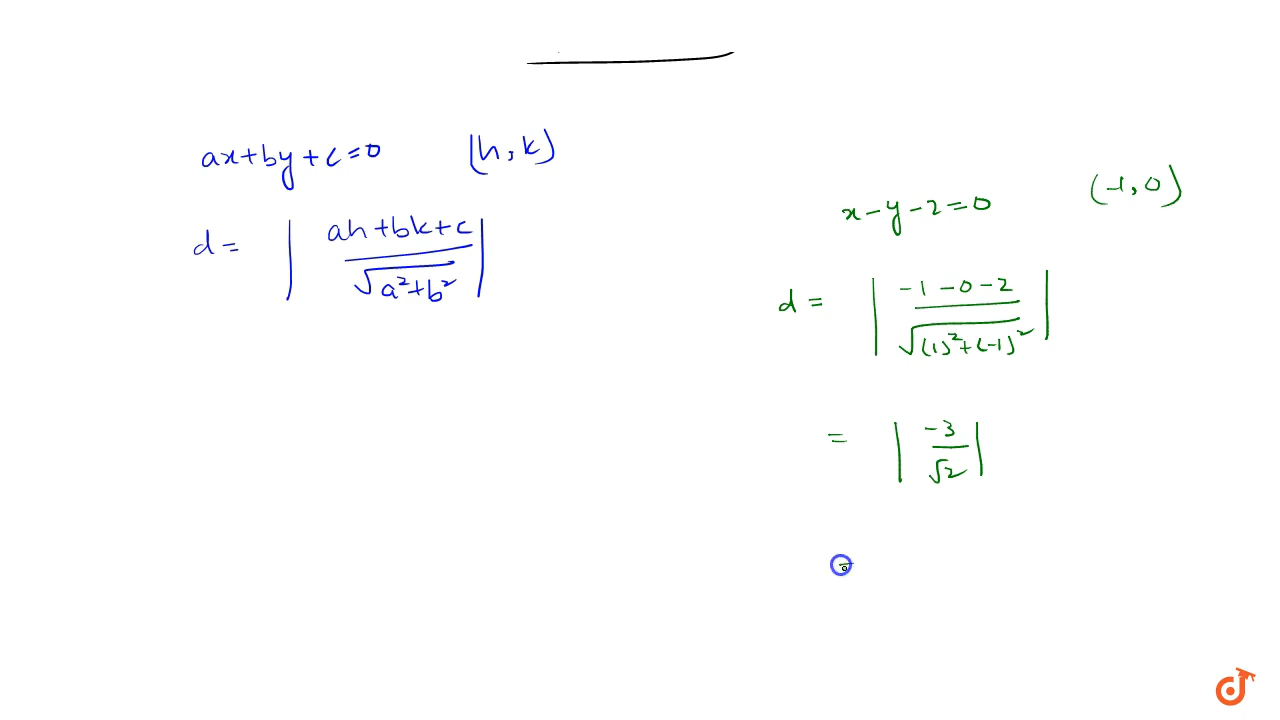 ax+by+c=0 (h,k)
d= | ah+bk+c / √a²+b² |
x-y-2=0 (-1,0)
d= | -1-0-2 / √(1)²+(-1)² |
= | -3 / √2 |
=